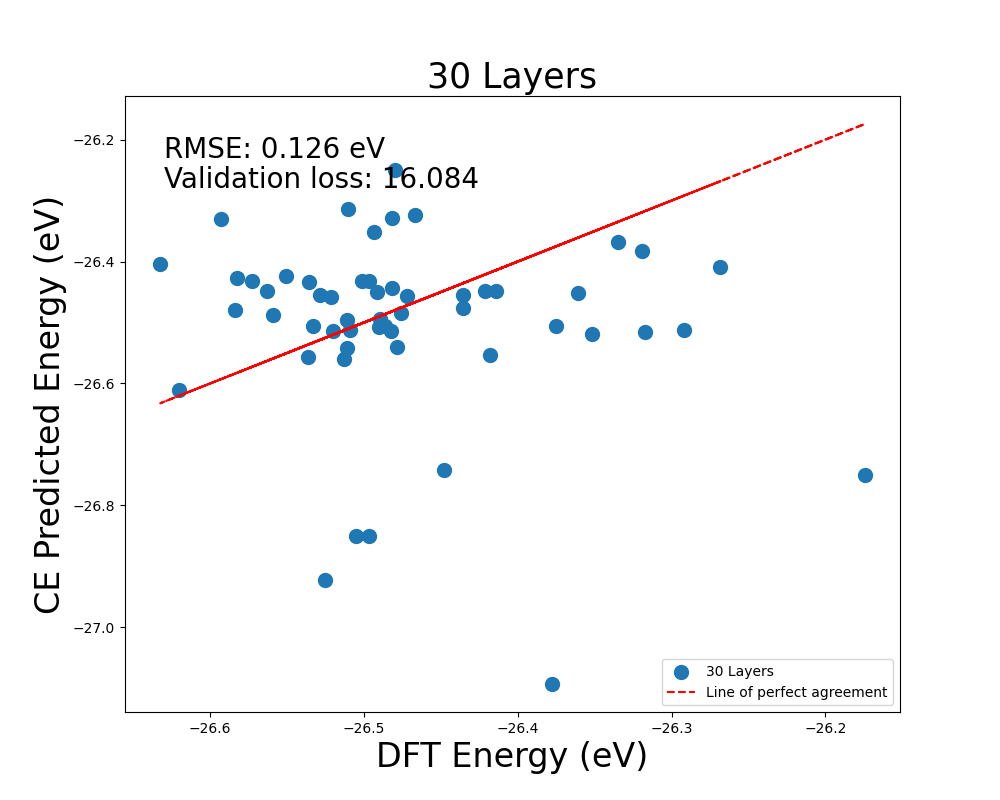 30 Layers
RMSE: 0.126 eV
Validation loss: 16.084
CE Predicted Energy (eV)
−26.2
−26.4
−26.6
−26.8
−27.0
−26.6
−26.5
−26.4
−26.3
−26.2
DFT Energy (eV)
30 Layers
Line of perfect agreement